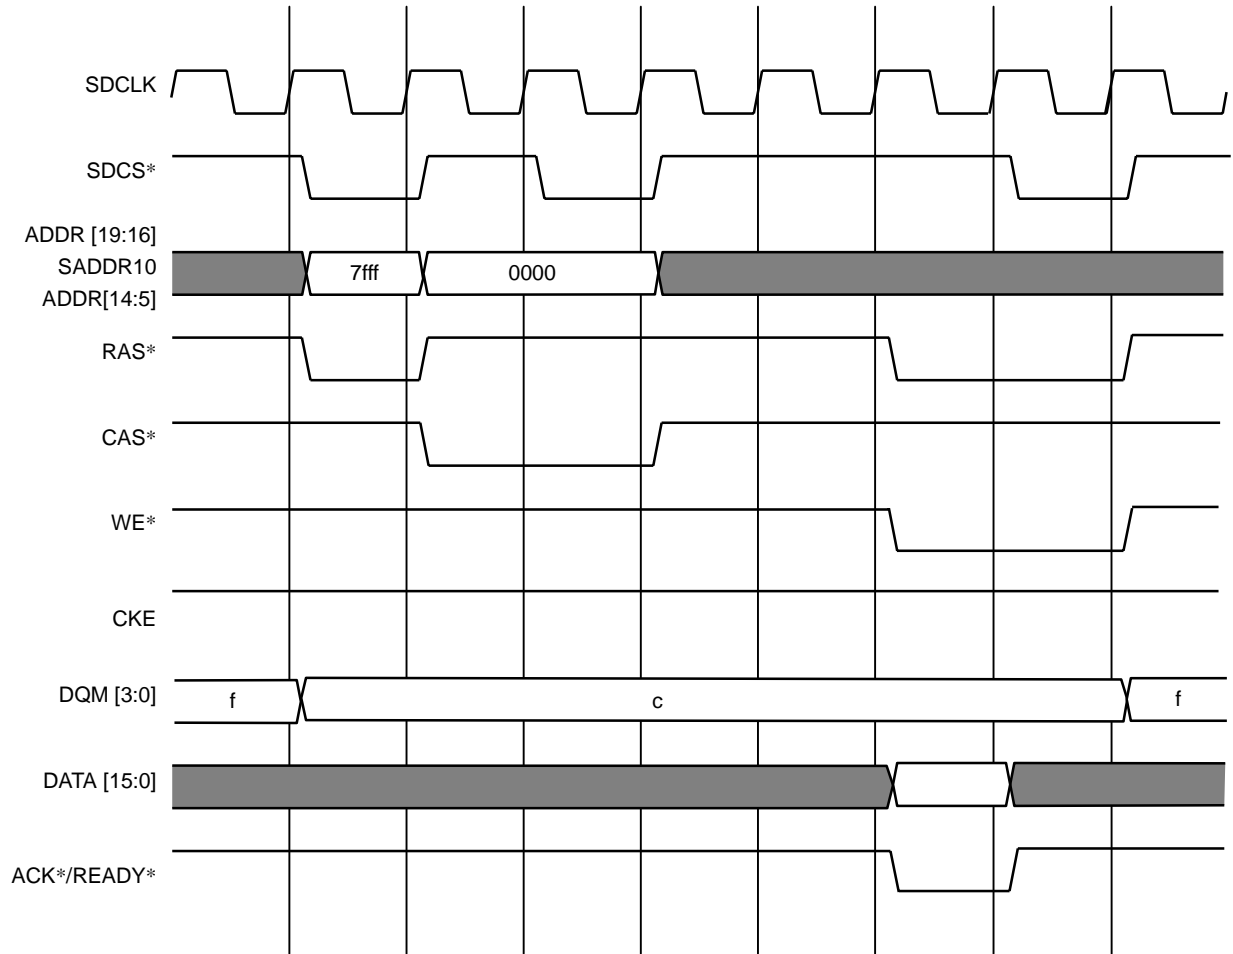 SDCLK
SDCS*
ADDR [19:16]
SADDR10
ADDR[14:5]
7fff
0000
RAS*
CAS*
WE*
CKE
DQM [3:0]
f
c
f
DATA [15:0]
ACK*/READY*